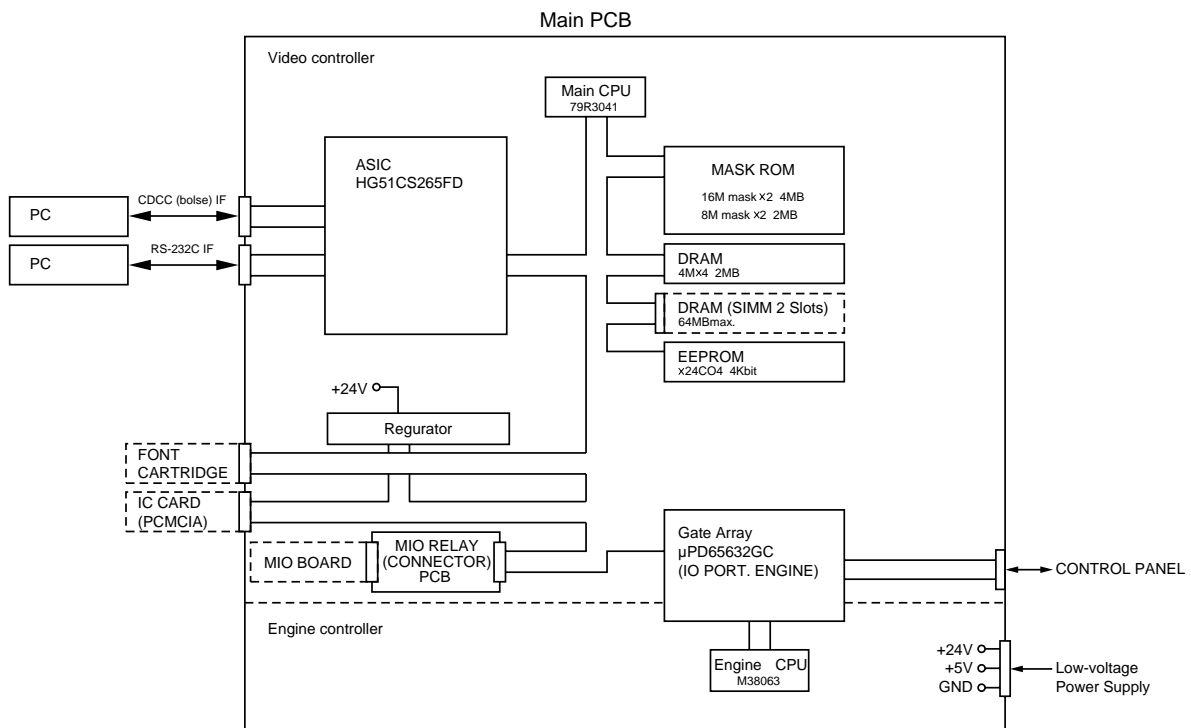 Main PCB
Video controller
Main CPU
79R3041
ASIC
HG51CS265FD
MASK ROM
16M mask ×2 4MB
8M mask ×2 2MB
PC
CDCC (bolse) IF
PC
RS-232C IF
DRAM
4M×4 2MB
DRAM (SIMM 2 Slots)
64MBmax.
EEPROM
x24CO4 4Kbit
+24V
Regurator
FONT
CARTRIDGE
IC CARD
(PCMCIA)
MIO BOARD
MIO RELAY
(CONNECTOR)
PCB
Gate Array
µPD65632GC
(IO PORT. ENGINE)
CONTROL PANEL
Engine controller
Engine CPU
M38063
+24V
+5V
GND
Low-voltage
Power Supply